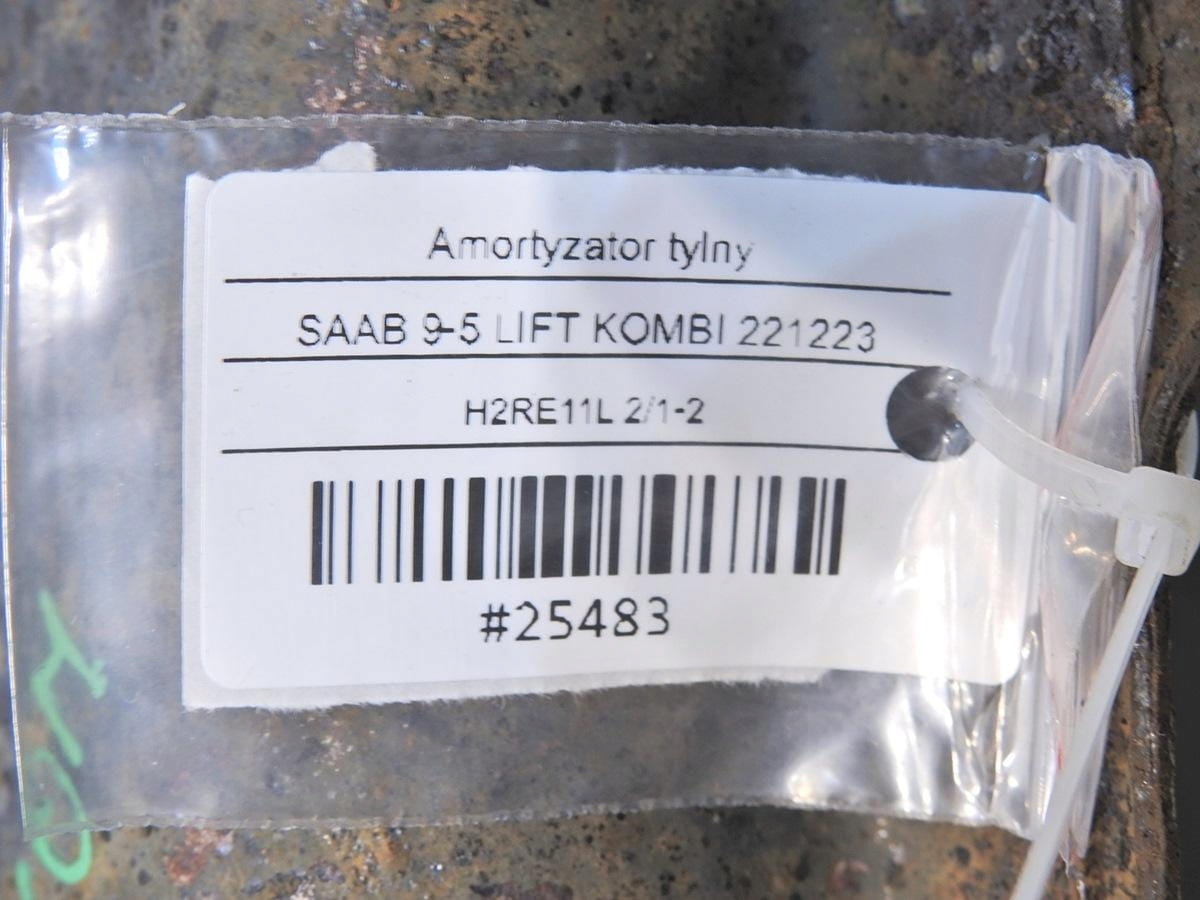 Amortyzator tylny
SAAB 9-5 LIFT KOMBI 221223
H2RE11L 2/1-2
#25483